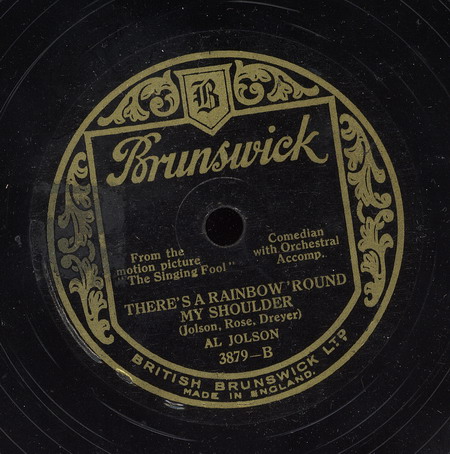 B
Brunswick
From the
motion picture
"The Singing Fool"
Comedian
with Orchestral
Accomp.
THERE'S A RAINBOW 'ROUND
MY SHOULDER
(Jolson, Rose, Dreyer)
AL JOLSON
3879–B
BRITISH BRUNSWICK LTD
MADE IN ENGLAND.